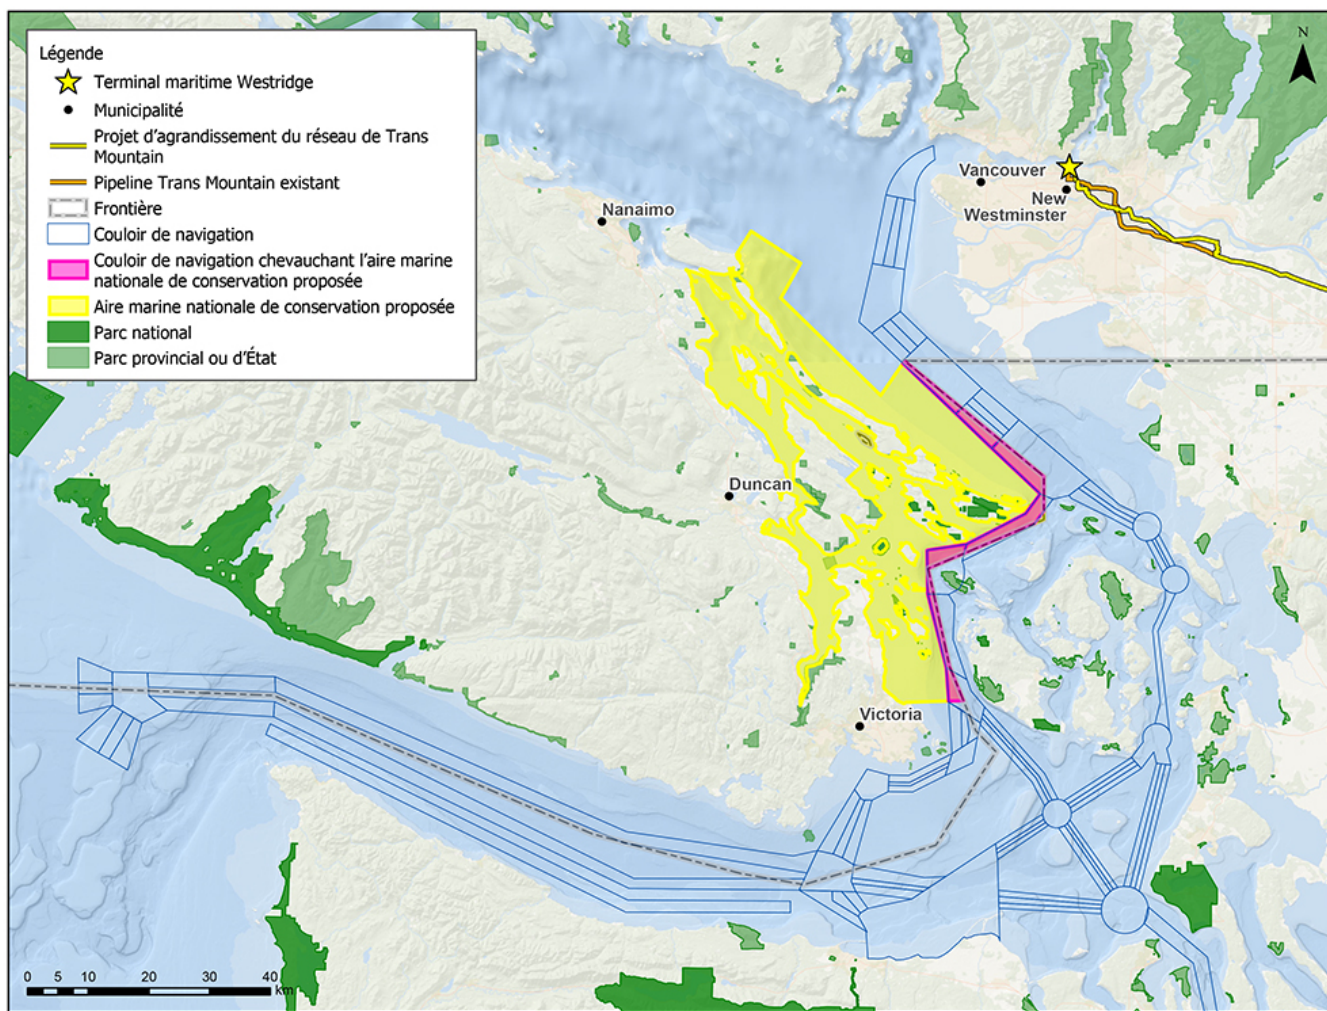 Légende
Terminal maritime Westridge
Municipalité
Projet d'agrandissement du réseau de Trans
Mountain
Pipeline Trans Mountain existant
Frontière
Couloir de navigation
Couloir de navigation chevauchant l'aire marine
nationale de conservation proposée
Aire marine nationale de conservation proposée
Parc national
Parc provincial ou d'État
N
Vancouver
New
Westminster
Nanaimo
Duncan
Victoria
0 5 10 20 30 40
km